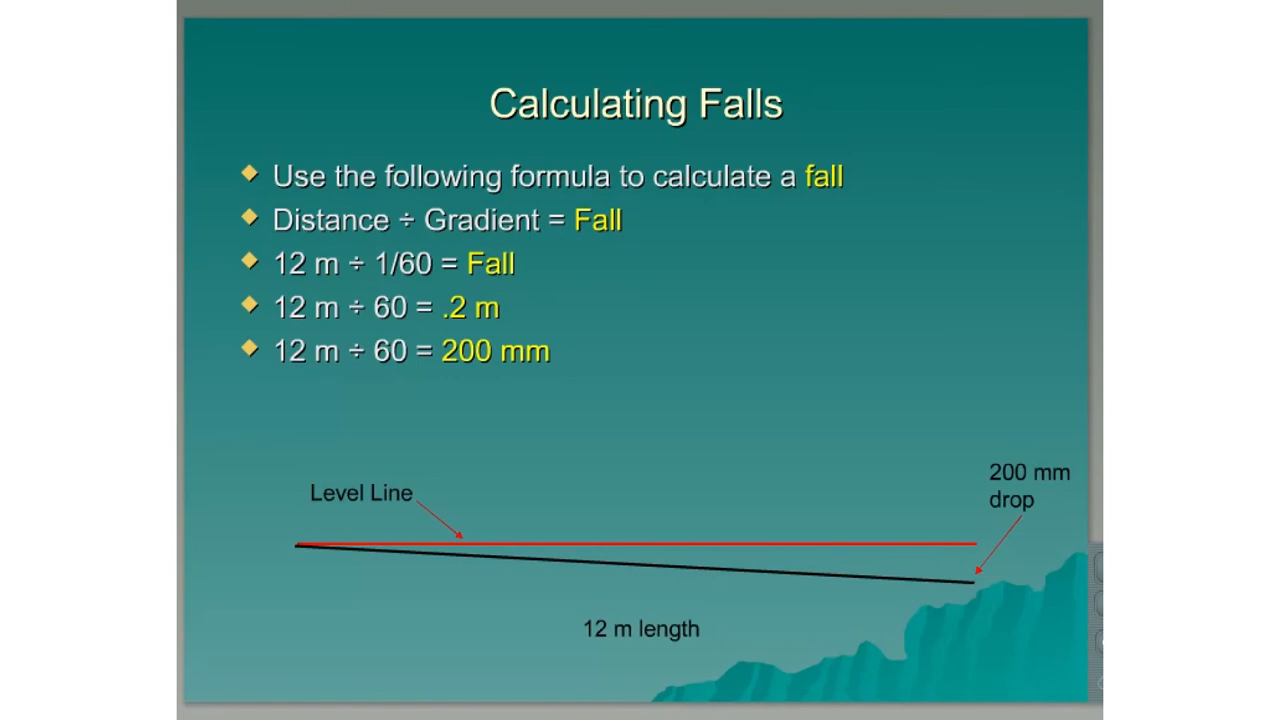 Calculating Falls
Use the following formula to calculate a fall
Distance ÷ Gradient = Fall
12 m ÷ 1/60 = Fall
12 m ÷ 60 = .2 m
12 m ÷ 60 = 200 mm
200 mm
drop
Level Line
12 m length